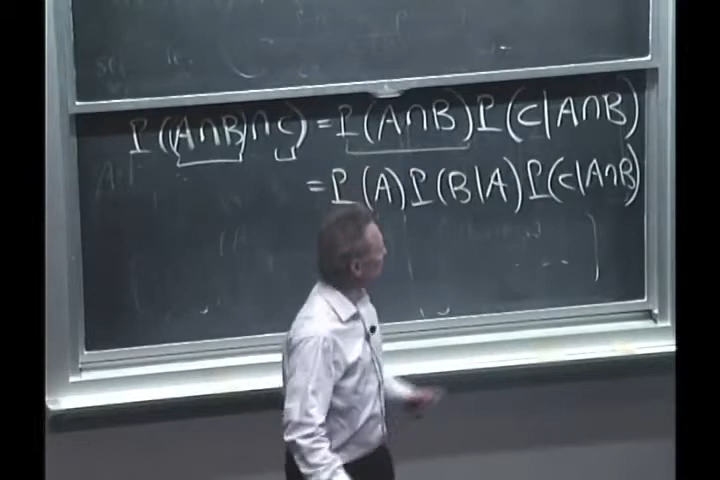 P((A∩B)∩C) = P(A∩B)P(C|A∩B)
= P(A)P(B|A)P(C|A∩B)